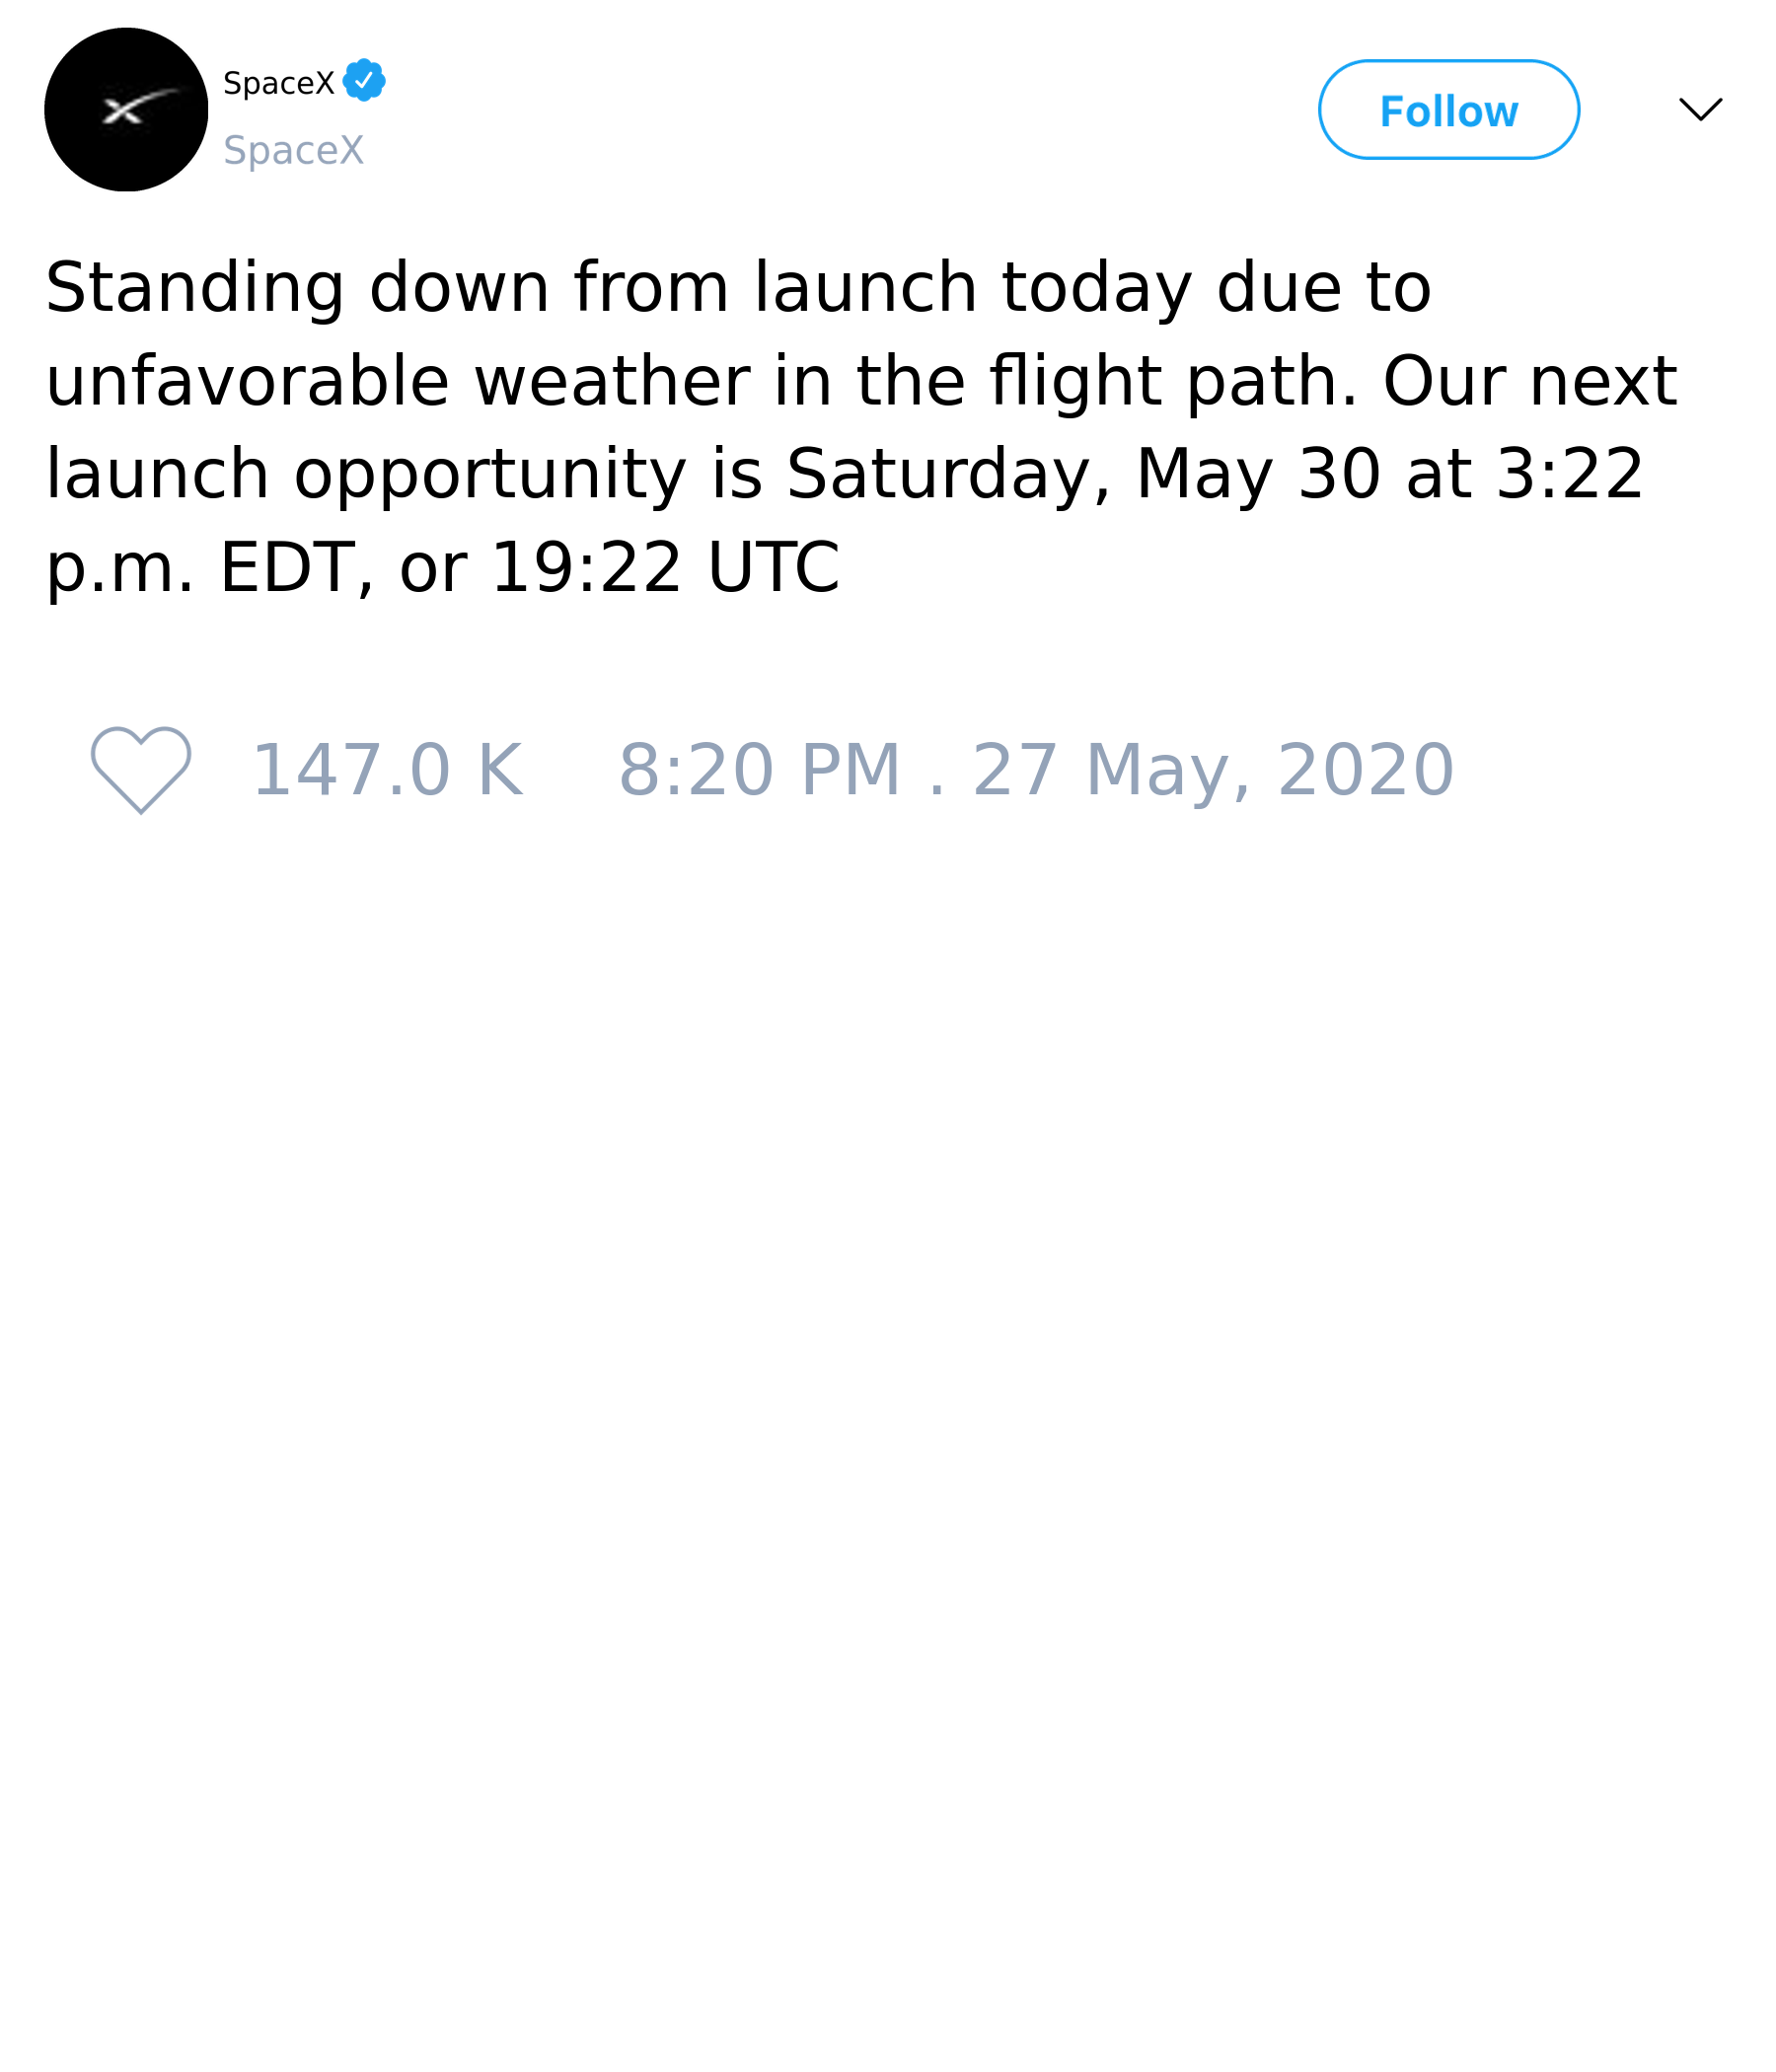 SpaceX
SpaceX
Follow
Standing down from launch today due to
unfavorable weather in the flight path. Our next
launch opportunity is Saturday, May 30 at 3:22
p.m. EDT, or 19:22 UTC
147.0 K 8:20 PM . 27 May, 2020